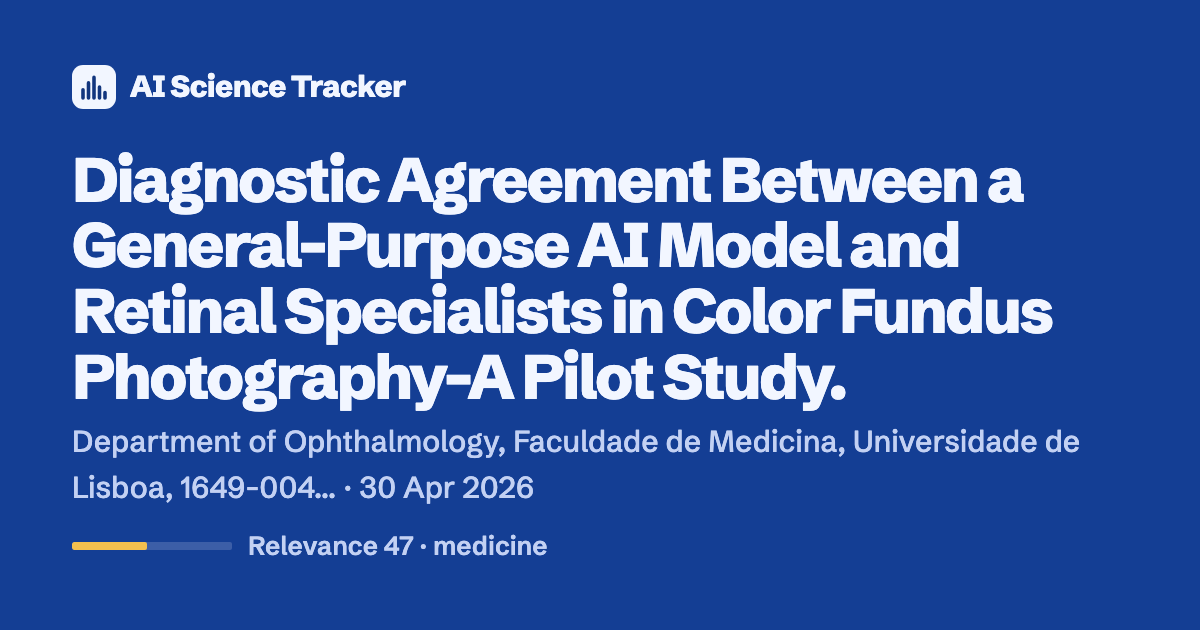 AI Science Tracker
Diagnostic Agreement Between a
General-Purpose AI Model and
Retinal Specialists in Color Fundus
Photography-A Pilot Study.
Department of Ophthalmology, Faculdade de Medicina, Universidade de
Lisboa, 1649-004... · 30 Apr 2026
Relevance 47 · medicine